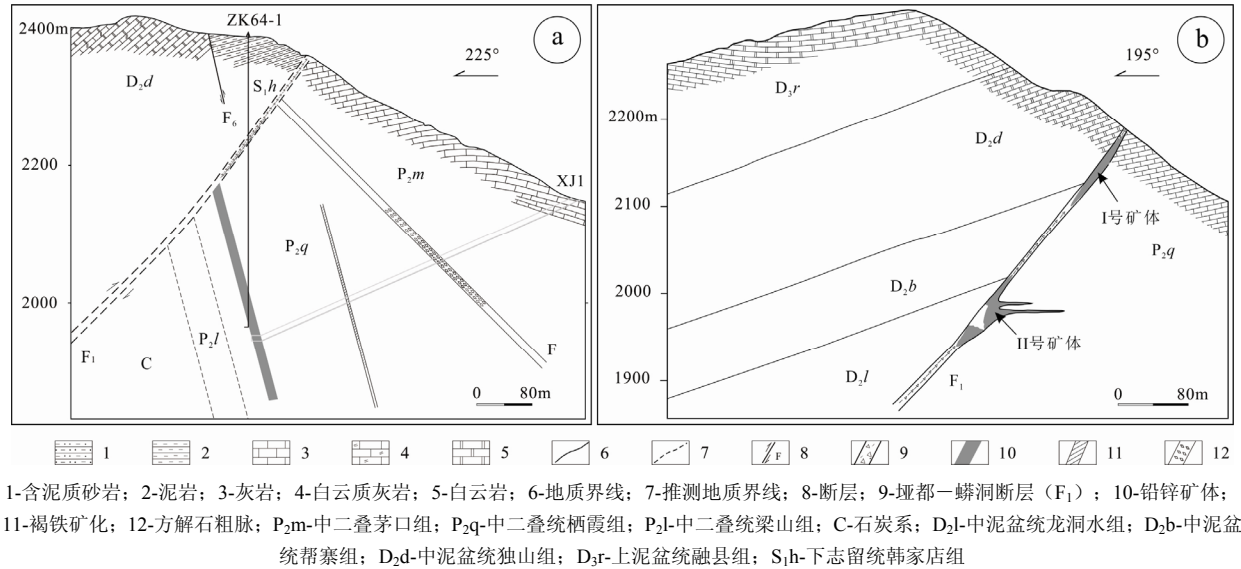 ZK64-1
2400m
a
225°
D₂d
S₁h
F₆
2200
P₂m
XJ1
P₂q
2000
F₁
P₂l
C
F
0 80m
b
195°
D₃r
2200m
D₂d
I号矿体
2100
P₂q
D₂b
2000
II号矿体
D₂l
F₁
1900
0 80m
1 2 3 4 5 6 7 F 8 9 10 11 12
1-含泥质砂岩；2-泥岩；3-灰岩；4-白云质灰岩；5-白云岩；6-地质界线；7-推测地质界线；8-断层；9-垭都－蟒洞断层（F₁）；10-铅锌矿体；
11-褐铁矿化；12-方解石粗脉；P₂m-中二叠茅口组；P₂q-中二叠统栖霞组；P₂l-中二叠统梁山组；C-石炭系；D₂l-中泥盆统龙洞水组；D₂b-中泥盆
统帮寨组；D₂d-中泥盆统独山组；D₃r-上泥盆统融县组；S₁h-下志留统韩家店组